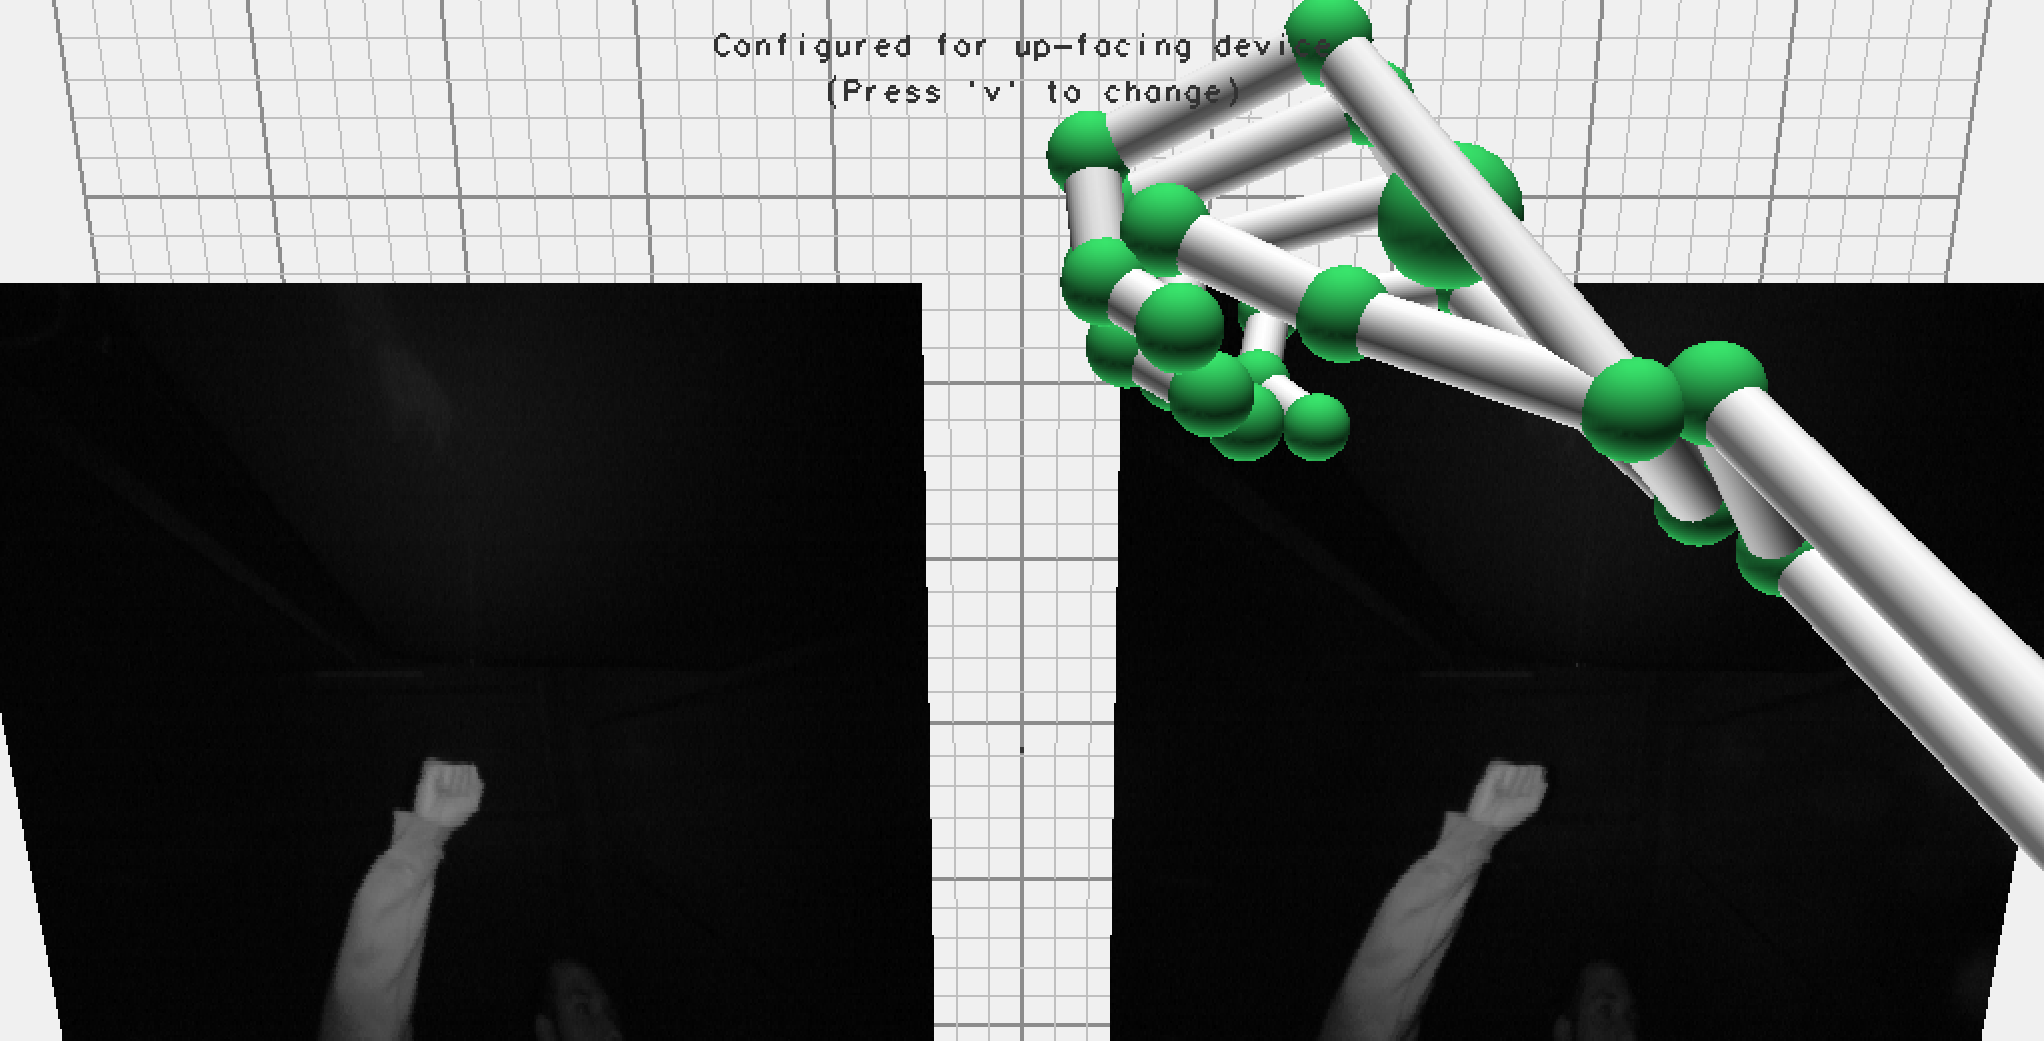 Configured for up-facing device
(Press 'v' to change)